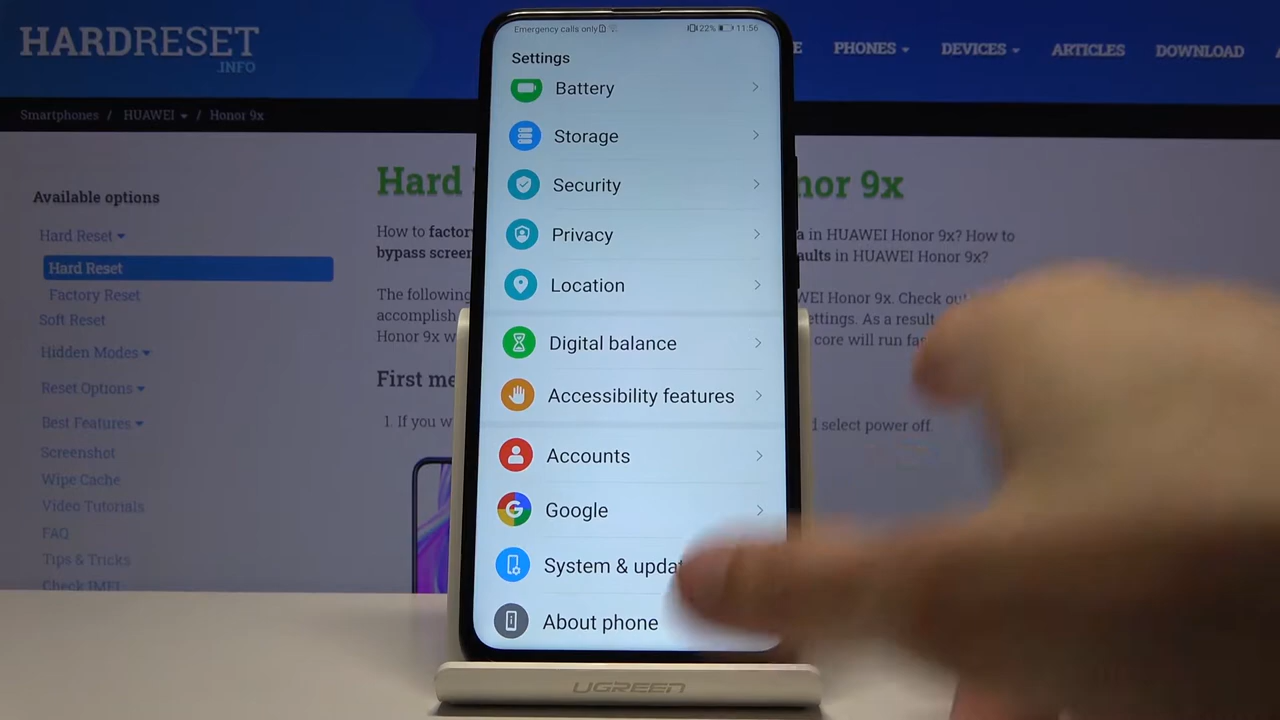 HARDRESET
.INFO
PHONES
DEVICES
ARTICLES
DOWNLOAD
Smartphones / HUAWEI / Honor 9x
Available options
Hard Reset
Hard Reset
Factory Reset
Soft Reset
Hidden Modes
Reset Options
Best Features
Screenshot
Wipe Cache
Video Tutorials
FAQ
Tips & Tricks
Check IMEI
Hard
nor 9x
How to factor
a in HUAWEI Honor 9x? How to
bypass screen
aults in HUAWEI Honor 9x?
The following
WEI Honor 9x. Check out
accomplish
ettings. As a result
Honor 9x w
core will run fas
First me
1. If you w
d select power off.
Emergency calls only
22% 11:56
Settings
Battery
Storage
Security
Privacy
Location
Digital balance
Accessibility features
Accounts
Google
System & updat
About phone
UGREEN